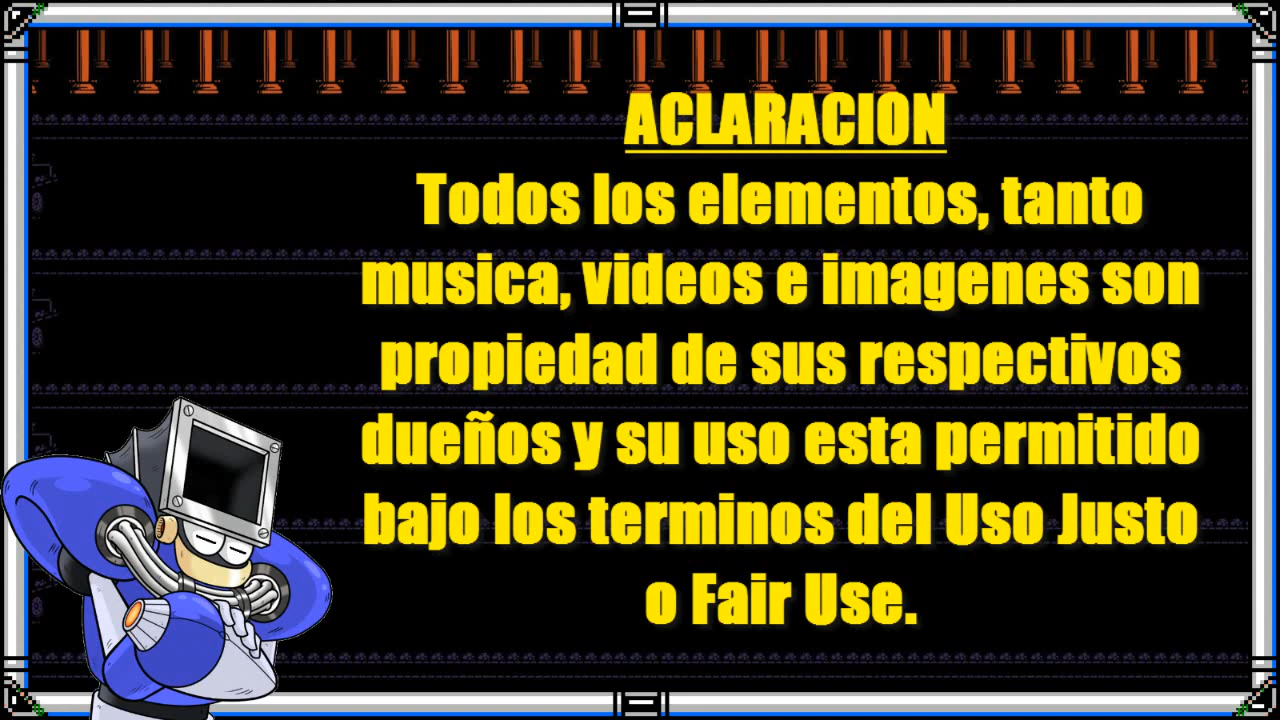 ACLARACION
Todos los elementos, tanto
musica, videos e imagenes son
propiedad de sus respectivos
dueños y su uso esta permitido
bajo los terminos del Uso Justo
o Fair Use.